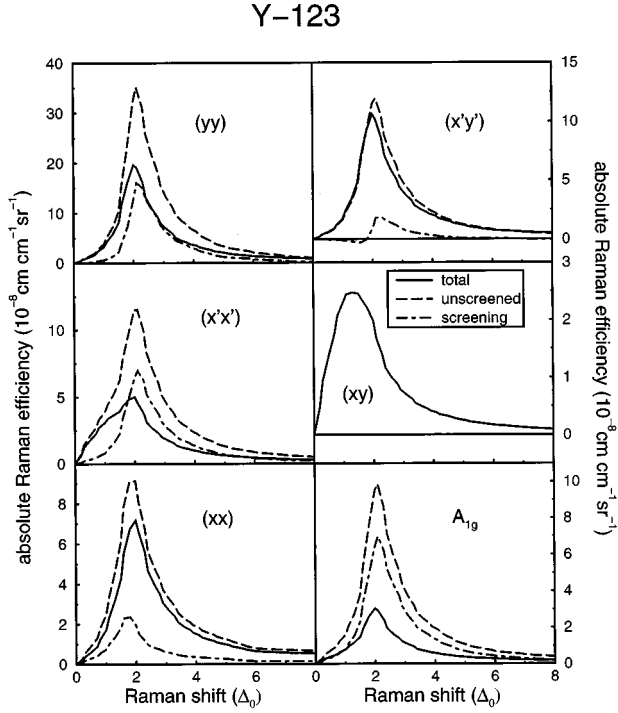 Y−123
40
30
20
10
0
(yy)
15
10
5
0
(x'y')
10
5
0
(x'x')
3
2
1
0
total
unscreened
screening
(xy)
8
6
4
2
0
(xx)
10
8
6
4
2
0
A1g
0 2 4 6
0 2 4 6 8
Raman shift (Δ0)
Raman shift (Δ0)
absolute Raman efficiency (10−8cm cm−1sr−1)
absolute Raman efficiency (10−8cm cm−1sr−1)